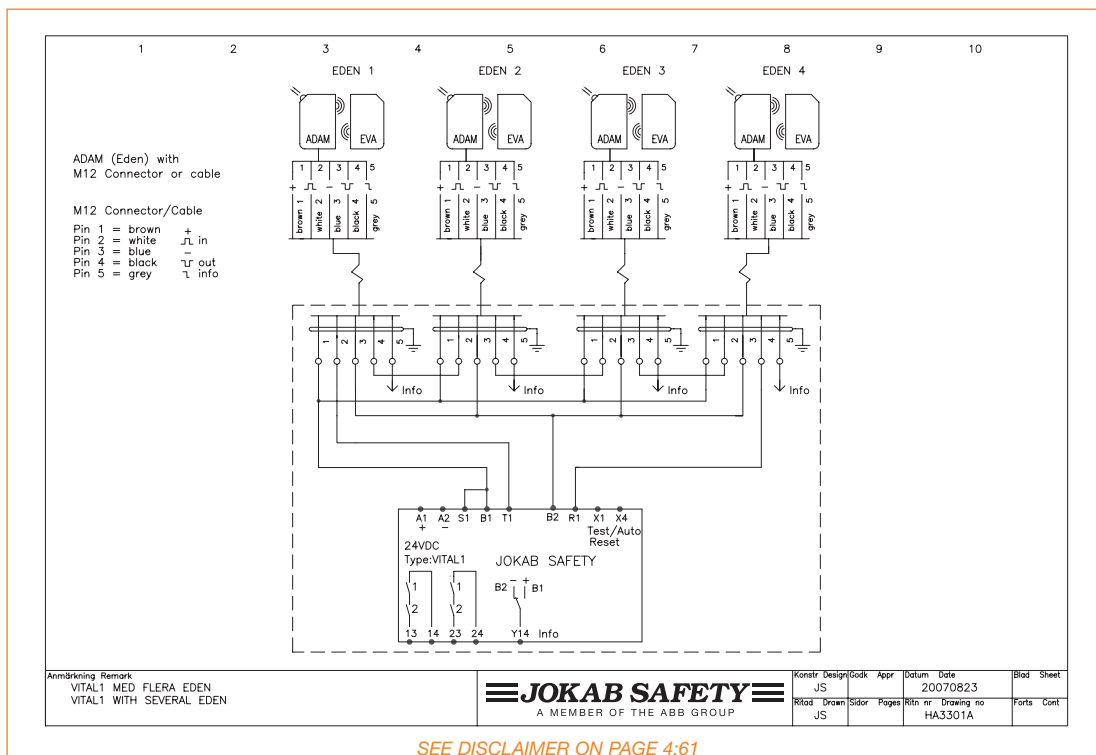 1 2 3 4 5 6 7 8 9 10
EDEN 1 EDEN 2 EDEN 3 EDEN 4
ADAM EVA ADAM EVA ADAM EVA ADAM EVA
ADAM (Eden) with
M12 Connector or cable
1 2 3 4 5 1 2 3 4 5 1 2 3 4 5 1 2 3 4 5
+ - + - + - + -
brown 1 white 2 blue 3 black 4 grey 5 brown 1 white 2 blue 3 black 4 grey 5 brown 1 white 2 blue 3 black 4 grey 5 brown 1 white 2 blue 3 black 4 grey 5
M12 Connector/Cable
Pin 1 = brown +
Pin 2 = white in
Pin 3 = blue -
Pin 4 = black out
Pin 5 = grey info
1 2 3 4 5 1 2 3 4 5 1 2 3 4 5 1 2 3 4 5
Info Info Info Info
A1 A2 S1 B1 T1 B2 R1 X1 X4
+ - Test/Auto
Reset
24VDC
Type:VITAL1 JOKAB SAFETY
1 1 B2 - + B1
2 2
13 14 23 24 Y14 Info
Anmärkning Remark
VITAL1 MED FLERA EDEN
VITAL1 WITH SEVERAL EDEN
JOKAB SAFETY
A MEMBER OF THE ABB GROUP
Konstr Design Godk Appr Datum Date Blad Sheet
JS 20070823
Ritad Drawn Sidor Pages Ritn nr Drawing no Forts Cont
JS HA3301A
SEE DISCLAIMER ON PAGE 4:61